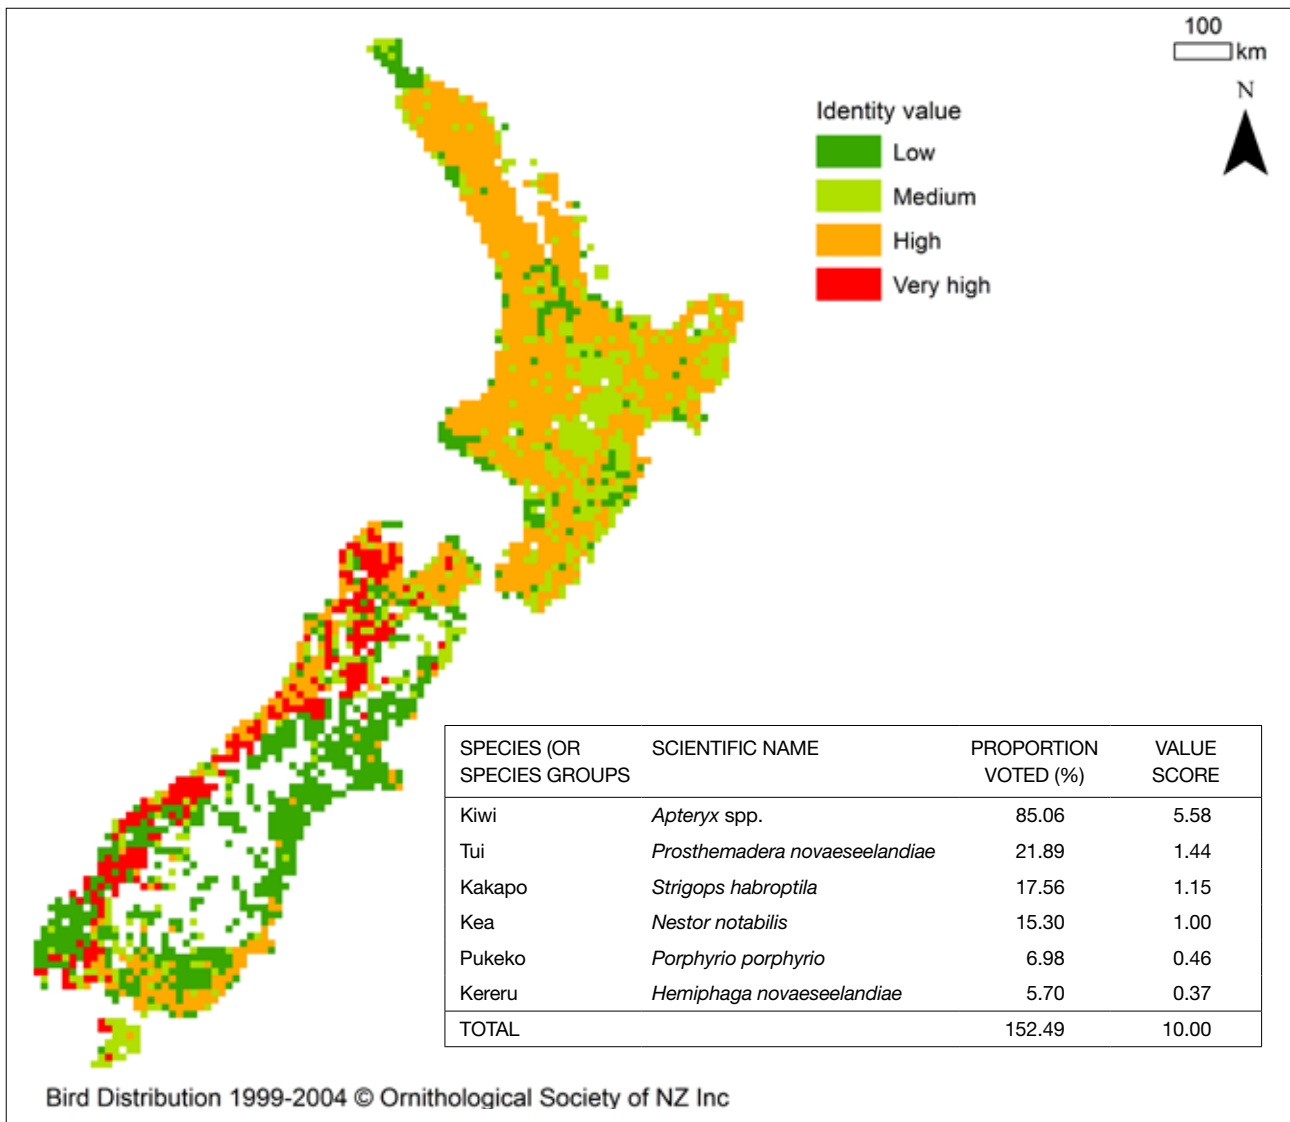 100
km
N
Identity value
Low
Medium
High
Very high
SPECIES (OR SPECIES GROUPS SCIENTIFIC NAME PROPORTION VOTED (%) VALUE SCORE
Kiwi Apteryx spp. 85.06 5.58
Tui Prosthemadera novaeseelandiae 21.89 1.44
Kakapo Strigops habroptila 17.56 1.15
Kea Nestor notabilis 15.30 1.00
Pukeko Porphyrio porphyrio 6.98 0.46
Kereru Hemiphaga novaeseelandiae 5.70 0.37
TOTAL 152.49 10.00
Bird Distribution 1999-2004 © Ornithological Society of NZ Inc